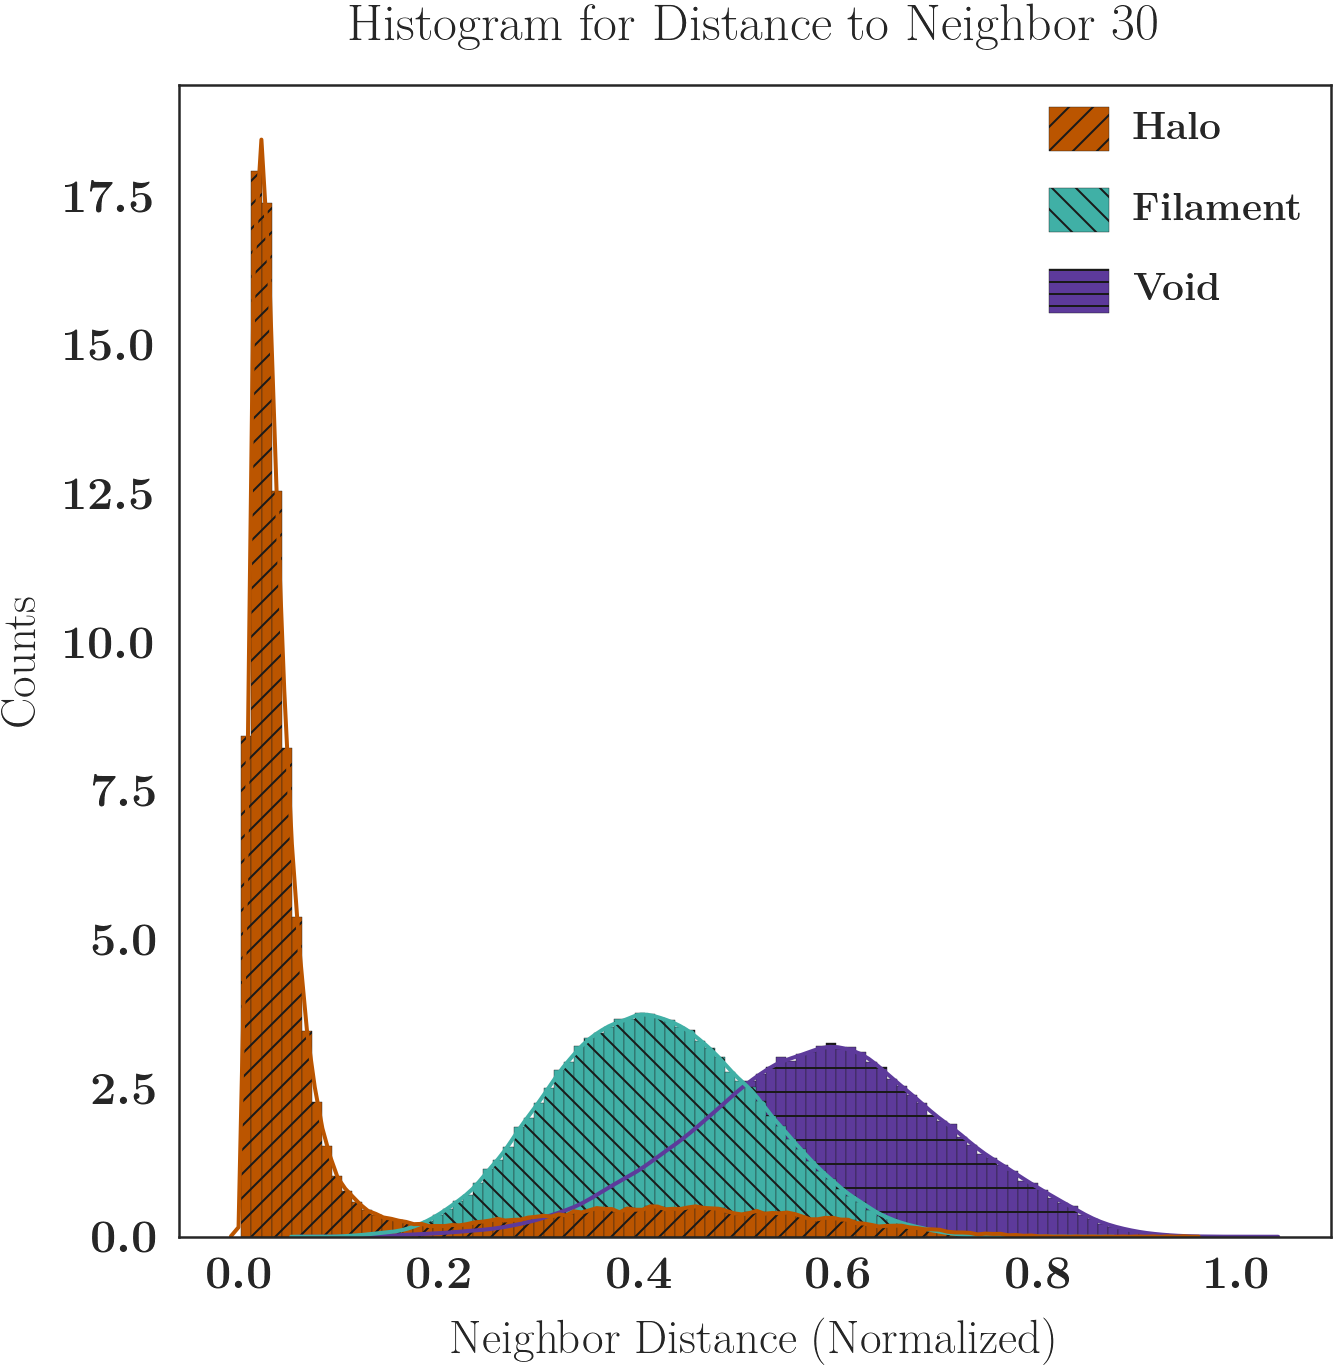 Histogram for Distance to Neighbor 30
Halo
Filament
Void
Counts
17.5
15.0
12.5
10.0
7.5
5.0
2.5
0.0
0.0 0.2 0.4 0.6 0.8 1.0
Neighbor Distance (Normalized)